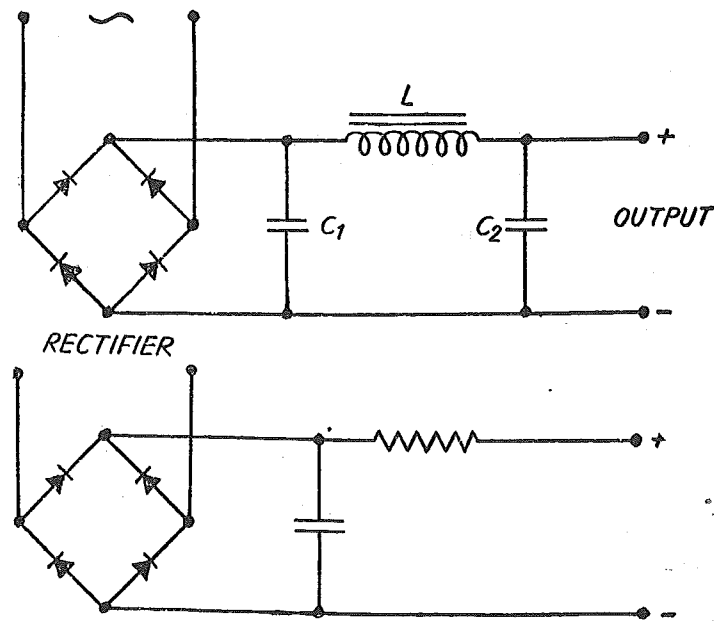 ∼
L
+
C1
C2
OUTPUT
−
RECTIFIER
+
−